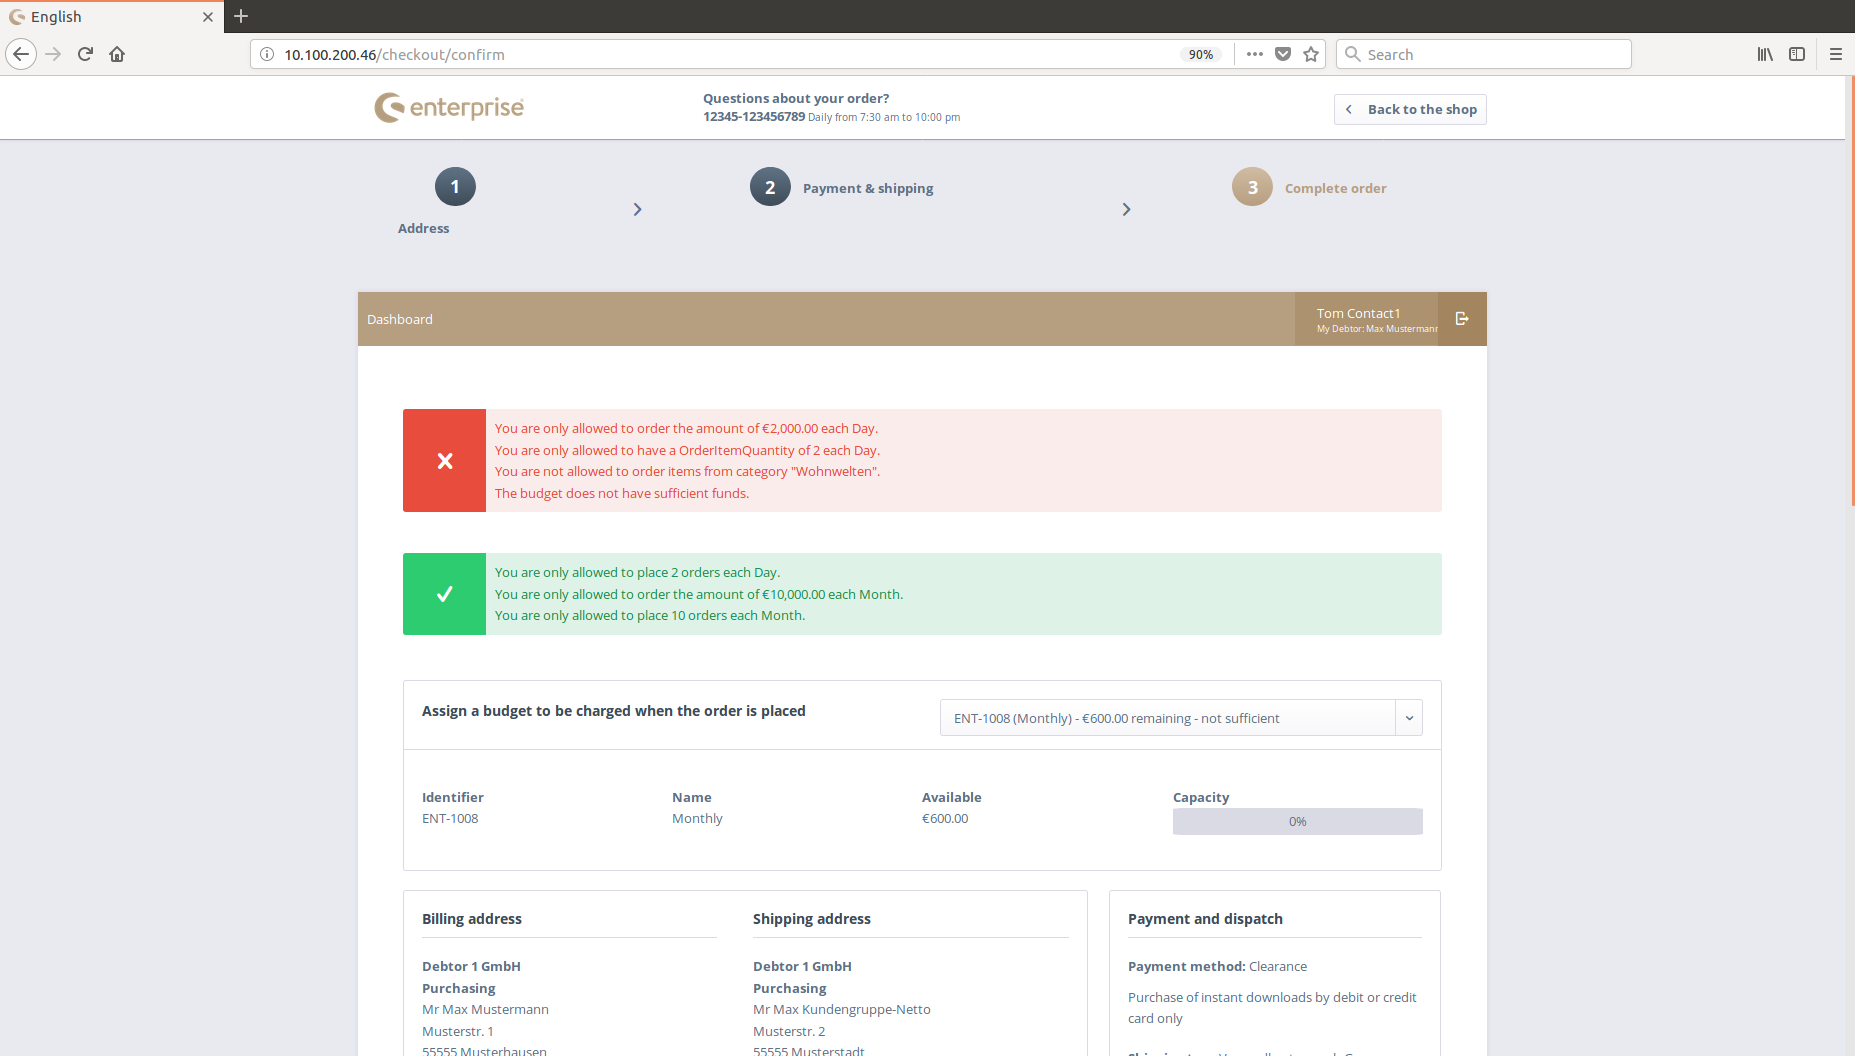 English
10.100.200.46/checkout/confirm
90%
Search
enterprise
Questions about your order?
12345-123456789 Daily from 7:30 am to 10:00 pm
Back to the shop
1
Address
2
Payment & shipping
3
Complete order
Dashboard
Tom Contact1
My Debtor: Max Mustermann
You are only allowed to order the amount of €2,000.00 each Day.
You are only allowed to have a OrderItemQuantity of 2 each Day.
You are not allowed to order items from category "Wohnwelten".
The budget does not have sufficient funds.
You are only allowed to place 2 orders each Day.
You are only allowed to order the amount of €10,000.00 each Month.
You are only allowed to place 10 orders each Month.
Assign a budget to be charged when the order is placed
ENT-1008 (Monthly) - €600.00 remaining - not sufficient
Identifier
ENT-1008
Name
Monthly
Available
€600.00
Capacity
0%
Billing address
Debtor 1 GmbH
Purchasing
Mr Max Mustermann
Musterstr. 1
55555 Musterhausen
Shipping address
Debtor 1 GmbH
Purchasing
Mr Max Kundengruppe-Netto
Musterstr. 2
55555 Musterstadt
Payment and dispatch
Payment method: Clearance
Purchase of instant downloads by debit or credit
card only